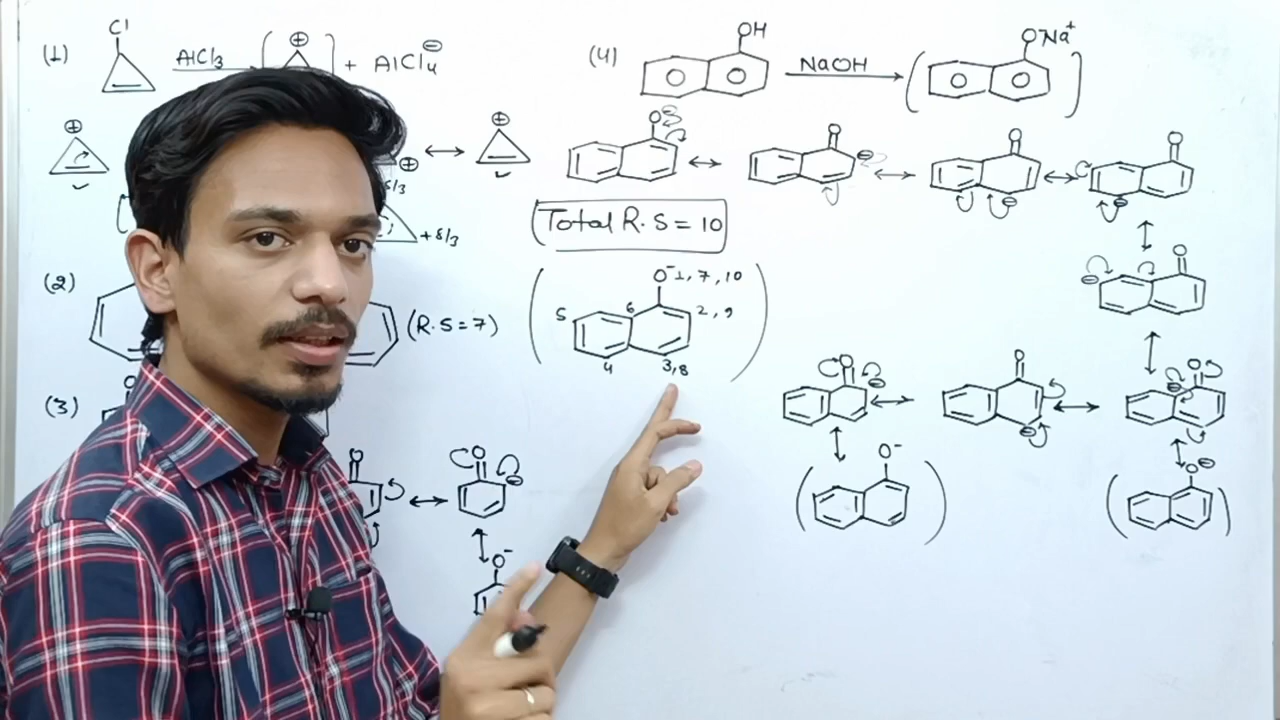 (1) Cl AlCl3 ⊕ + AlCl4 ⊖
⊕ ⊕ ⊕
δ/3
+δ/3
(2) (R.S=7)
(3)
O O
O⁻
(4) OH NaOH ONa⁺
O⊖ O ⊖ O ⊖ O ⊖
Total R.S = 10
O⁻ 1, 7, 10
5 6 2, 9
4 3,8
O ⊖
O ⊖ O ⊖ O ⊖
O⁻ O⊖